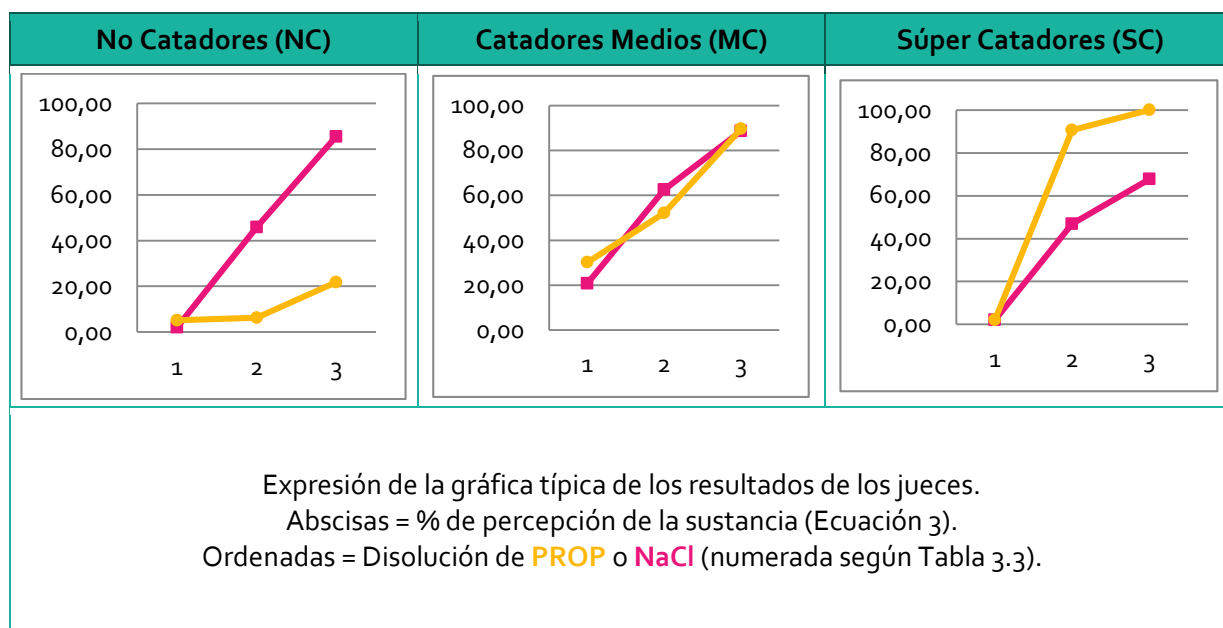 No Catadores (NC)
Catadores Medios (MC)
Súper Catadores (SC)
100,00
80,00
60,00
40,00
20,00
0,00
1 2 3
100,00
80,00
60,00
40,00
20,00
0,00
1 2 3
100,00
80,00
60,00
40,00
20,00
0,00
1 2 3
Expresión de la gráfica típica de los resultados de los jueces.
Abscisas = % de percepción de la sustancia (Ecuación 3).
Ordenadas = Disolución de PROP o NaCl (numerada según Tabla 3.3).